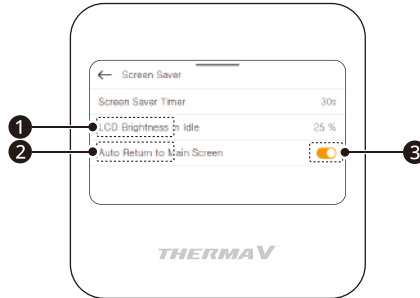 ← Screen Saver
Screen Saver Timer 30s
1 LCD Brightness in Idle 25 %
2 Auto Return to Main Screen 3
THERMA V